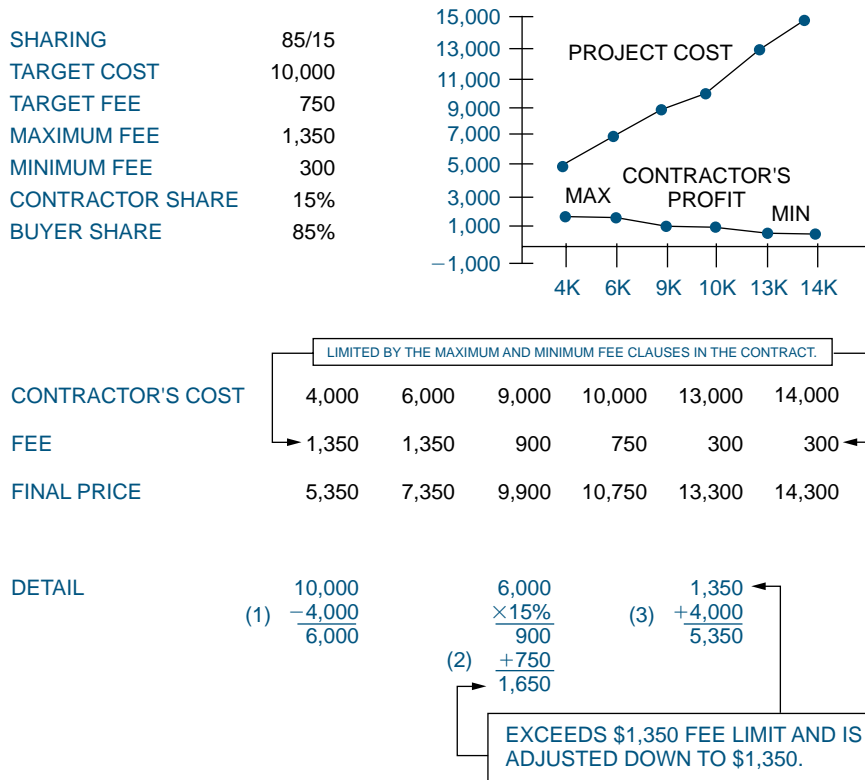 SHARING 85/15
TARGET COST 10,000
TARGET FEE 750
MAXIMUM FEE 1,350
MINIMUM FEE 300
CONTRACTOR SHARE 15%
BUYER SHARE 85%
15,000
13,000
11,000
9,000
7,000
5,000
3,000
1,000
−1,000
PROJECT COST
CONTRACTOR'S
PROFIT
MAX
MIN
4K 6K 9K 10K 13K 14K
LIMITED BY THE MAXIMUM AND MINIMUM FEE CLAUSES IN THE CONTRACT.
CONTRACTOR'S COST 4,000 6,000 9,000 10,000 13,000 14,000
FEE 1,350 1,350 900 750 300 300
FINAL PRICE 5,350 7,350 9,900 10,750 13,300 14,300
DETAIL
(1)
10,000
−4,000
6,000
(2)
6,000
×15%
900
+750
1,650
(3)
1,350
+4,000
5,350
EXCEEDS $1,350 FEE LIMIT AND IS
ADJUSTED DOWN TO $1,350.